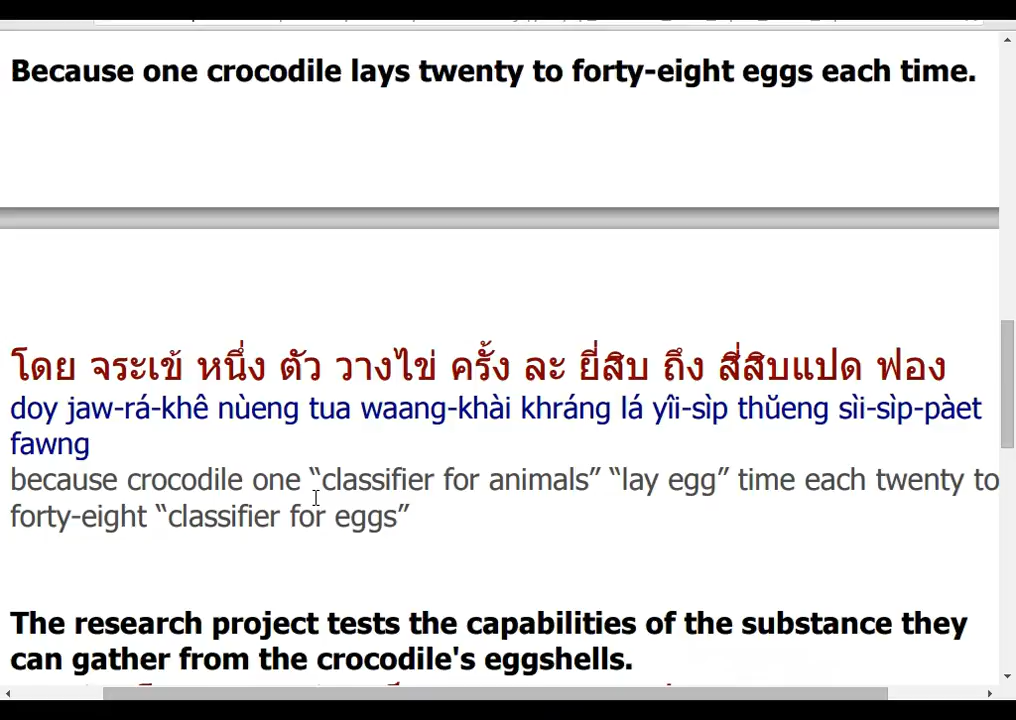 Because one crocodile lays twenty to forty-eight eggs each time.
โดย จระเข้ หนึ่ง ตัว วางไข่ ครั้ง ละ ยี่สิบ ถึง สี่สิบแปด ฟอง
doy jaw-rá-khê nùeng tua waang-khài khráng lá yîi-sìp thŭeng sìi-sìp-pàet
fawng
because crocodile one “classifier for animals” “lay egg” time each twenty to
forty-eight “classifier for eggs”
The research project tests the capabilities of the substance they
can gather from the crocodile's eggshells.